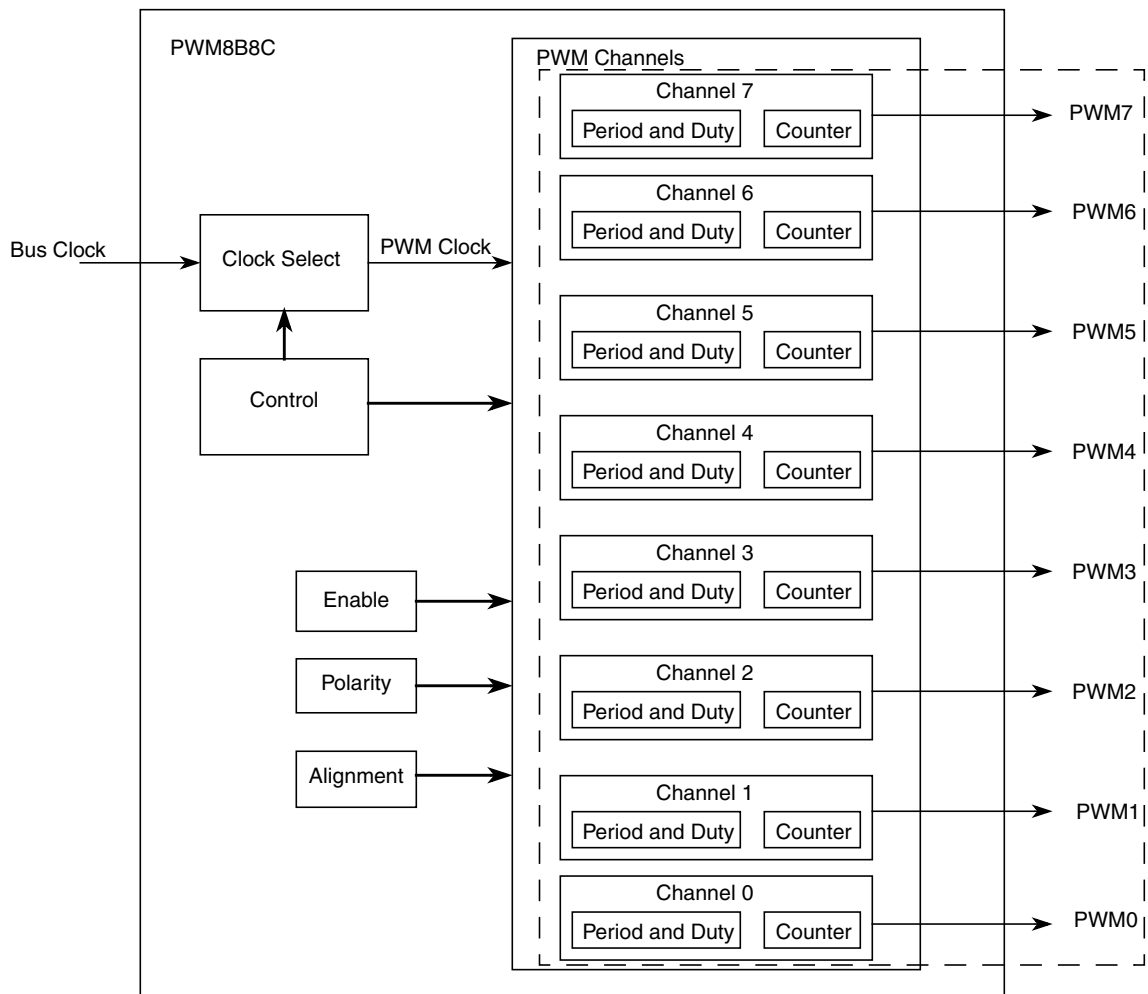 PWM8B8C
PWM Channels
Channel 7
Period and Duty
Counter
PWM7
Channel 6
Period and Duty
Counter
PWM6
Bus Clock
Clock Select
PWM Clock
Channel 5
Period and Duty
Counter
PWM5
Control
Channel 4
Period and Duty
Counter
PWM4
Channel 3
Period and Duty
Counter
PWM3
Enable
Polarity
Channel 2
Period and Duty
Counter
PWM2
Alignment
Channel 1
Period and Duty
Counter
PWM1
Channel 0
Period and Duty
Counter
PWM0